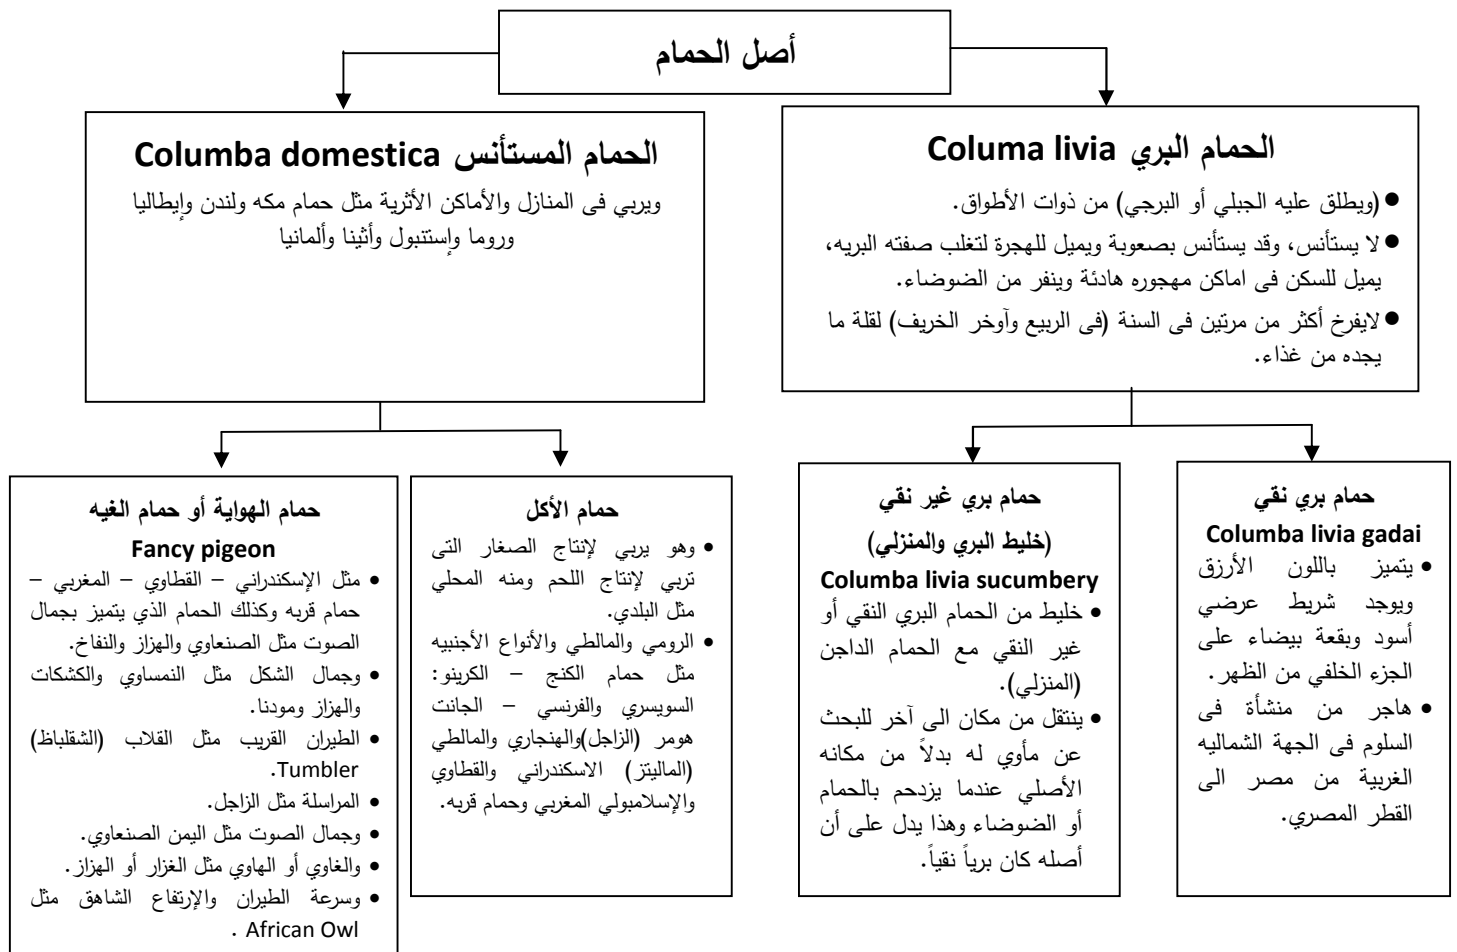 أصل الحمام
الحمام البري Columa livia
● (ويطلق عليه الجبلي أو البرجي) من ذوات الأطواق.
● لا يستأنس، وقد يستأنس بصعوبة ويميل للهجرة لتغلب صفته البريه،
يميل للسكن فى اماكن مهجوره هادئة وينفر من الضوضاء.
● لايفرخ أكثر من مرتين فى السنة (فى الربيع وآوخر الخريف) لقلة ما
يجده من غذاء.
الحمام المستأنس Columba domestica
ويربي فى المنازل والأماكن الأثرية مثل حمام مكه ولندن وإيطاليا
وروما وإستتبول وأثينا وألمانيا
حمام بري نقي
Columba livia gadai
• يتميز باللون الأرزق
ويوجد شريط عرضي
أسود وبقعة بيضاء على
الجزء الخلفي من الظهر.
• هاجر من منشأة فى
السلوم فى الجهة الشماليه
الغربية من مصر الى
القطر المصري.
حمام بري غير نقي
(خليط البري والمنزلي)
Columba livia sucumbery
• خليط من الحمام البري النقي أو
غير النقي مع الحمام الداجن
(المنزلي).
• ينتقل من مكان الى آخر للبحث
عن مأوي له بدلاً من مكانه
الأصلي عندما يزدحم بالحمام
أو الضوضاء وهذا يدل على أن
أصله كان برياً نقياً.
حمام الأكل
• وهو يربي لإنتاج الصغار التى
تربي لإنتاج اللحم ومنه المحلي
مثل البلدي.
• الرومي والمالطي والأنواع الأجنبيه
مثل حمام الكنج – الكرينو:
السويسري والفرنسي – الجانت
هومر (الزاجل)والهنجاري والمالطي
(الماليتز) الاسكندراني والقطاوي
والإسلامبولي المغربي وحمام قربه.
حمام الهواية أو حمام الغيه
Fancy pigeon
• مثل الإسكندراني – القطاوي – المغربي –
حمام قربه وكذلك الحمام الذي يتميز بجمال
الصوت مثل الصنعاوي والهزاز والنفاخ.
• وجمال الشكل مثل النمساوي والكشكات
والهزاز ومودنا.
• الطيران القريب مثل القلاب (الشقلباظ)
Tumbler.
• المراسلة مثل الزاجل.
• وجمال الصوت مثل اليمن الصنعاوي.
• والغاوي أو الهاوي مثل الغزار أو الهزاز.
• وسرعة الطيران والإرتفاع الشاهق مثل
African Owl .